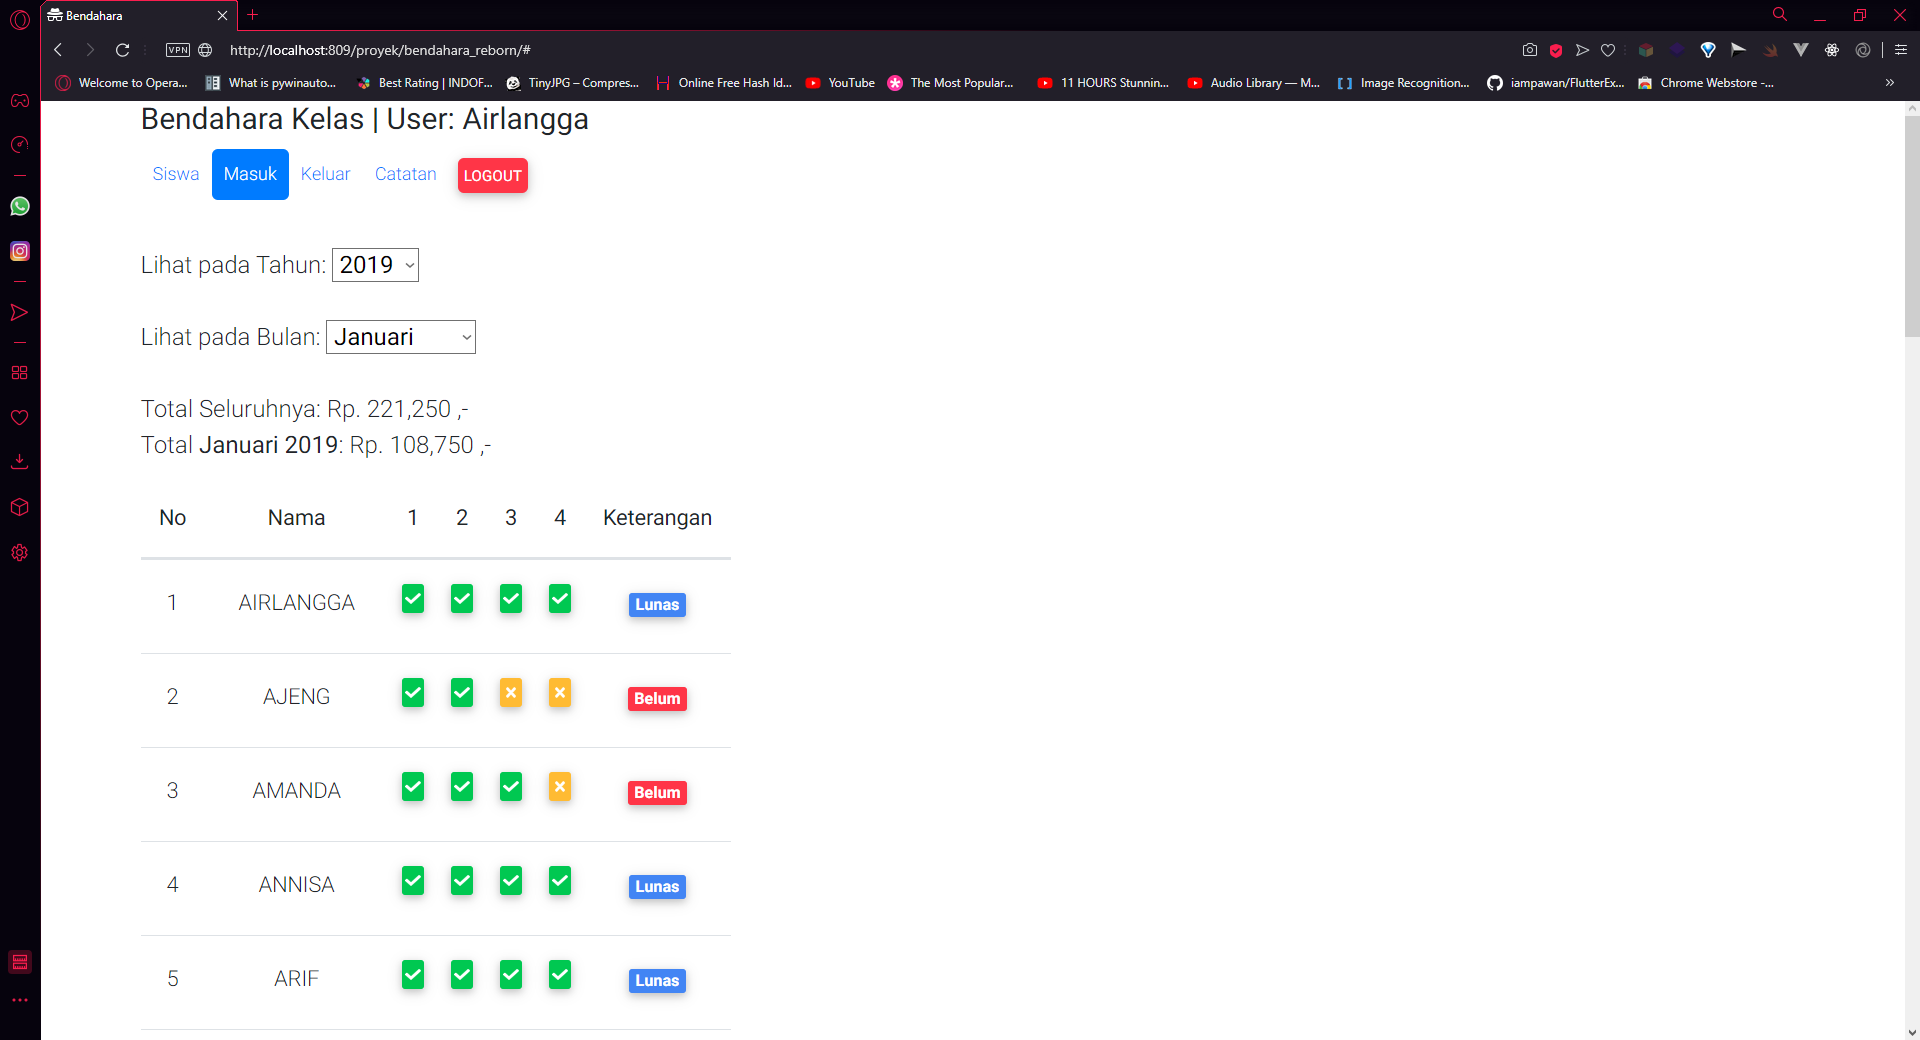 Bendahara
VPN http://localhost:809/proyek/bendahara_reborn/#
Welcome to Opera... What is pywinauto... Best Rating | INDOF... TinyJPG – Compres... Online Free Hash Id... YouTube The Most Popular... 11 HOURS Stunnin... Audio Library — M... Image Recognition... iampawan/FlutterEx... Chrome Webstore -... »
Bendahara Kelas | User: Airlangga
Siswa Masuk Keluar Catatan LOGOUT
Lihat pada Tahun: 2019
Lihat pada Bulan: Januari
Total Seluruhnya: Rp. 221,250 ,-
Total Januari 2019: Rp. 108,750 ,-
No Nama 1 2 3 4 Keterangan
1 AIRLANGGA Lunas
2 AJENG Belum
3 AMANDA Belum
4 ANNISA Lunas
5 ARIF Lunas